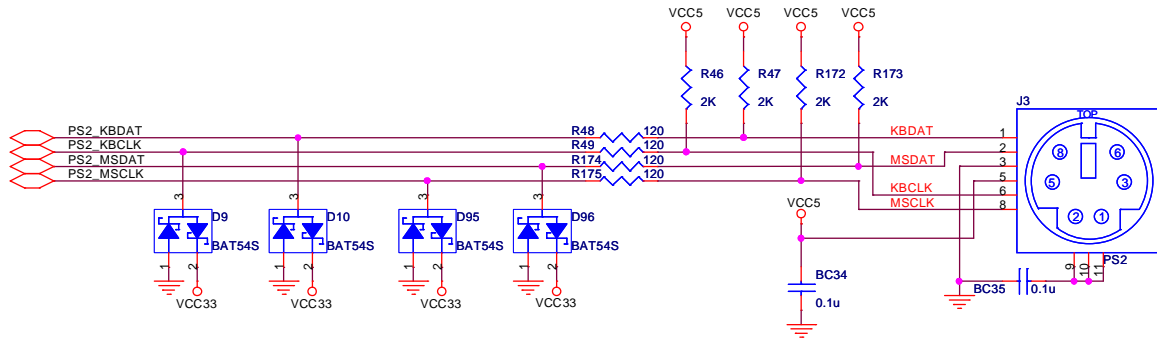 VCC5 VCC5 VCC5 VCC5
R46 R47 R172 R173
2K 2K 2K 2K
J3
TOP
PS2_KBDAT R48 120 KBDAT 1
PS2_KBCLK R49 120 2
PS2_MSDAT R174 120 MSDAT 3
PS2_MSCLK R175 120 5
KBCLK 6
MSCLK 8
8 6
5 3
2 1
3 3 3 3
D9 D10 D95 D96
BAT54S BAT54S BAT54S BAT54S
1 2 1 2 1 2 1 2
VCC33 VCC33 VCC33 VCC33
VCC5
BC34
0.1u
9 10 11
PS2
BC35 0.1u